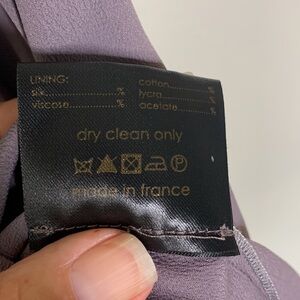 LINING:
silk..................%
viscose............%
cotton............%
lycra...............%
acetate..........%
dry clean only
P
made in france